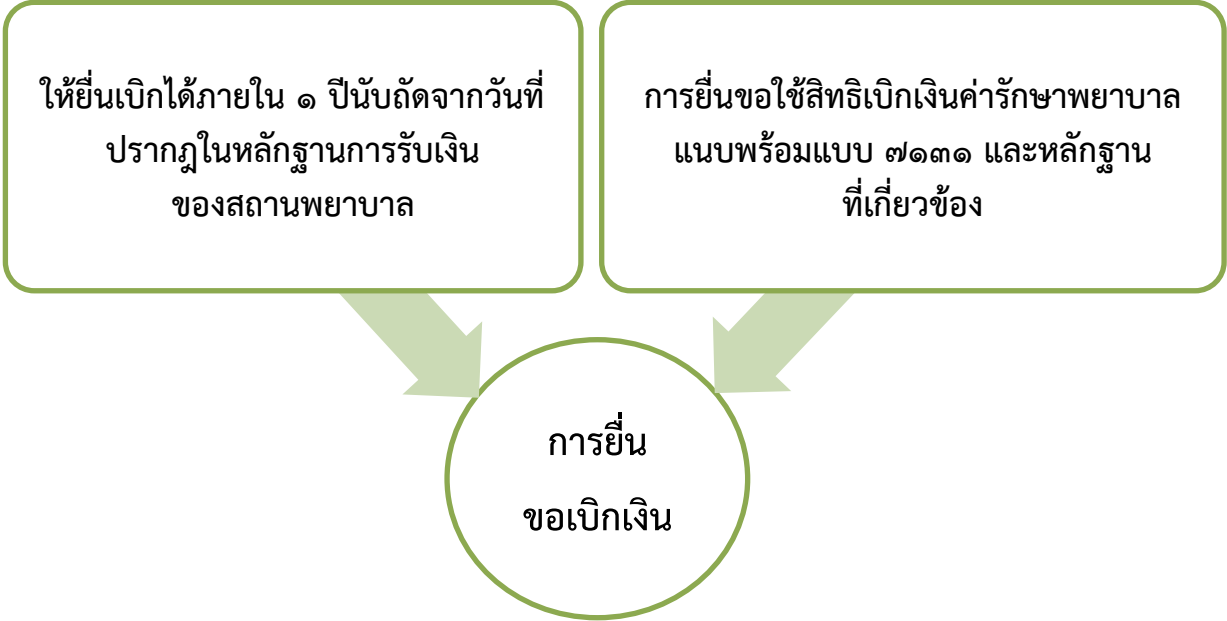 ให้ยื่นเบิกได้ภายใน ๑ ปีนับถัดจากวันที่
ปรากฏในหลักฐานการรับเงิน
ของสถานพยาบาล
การยื่นขอใช้สิทธิเบิกเงินค่ารักษาพยาบาล
แนบพร้อมแบบ ๗๑๓๑ และหลักฐาน
ที่เกี่ยวข้อง
การยื่น
ขอเบิกเงิน